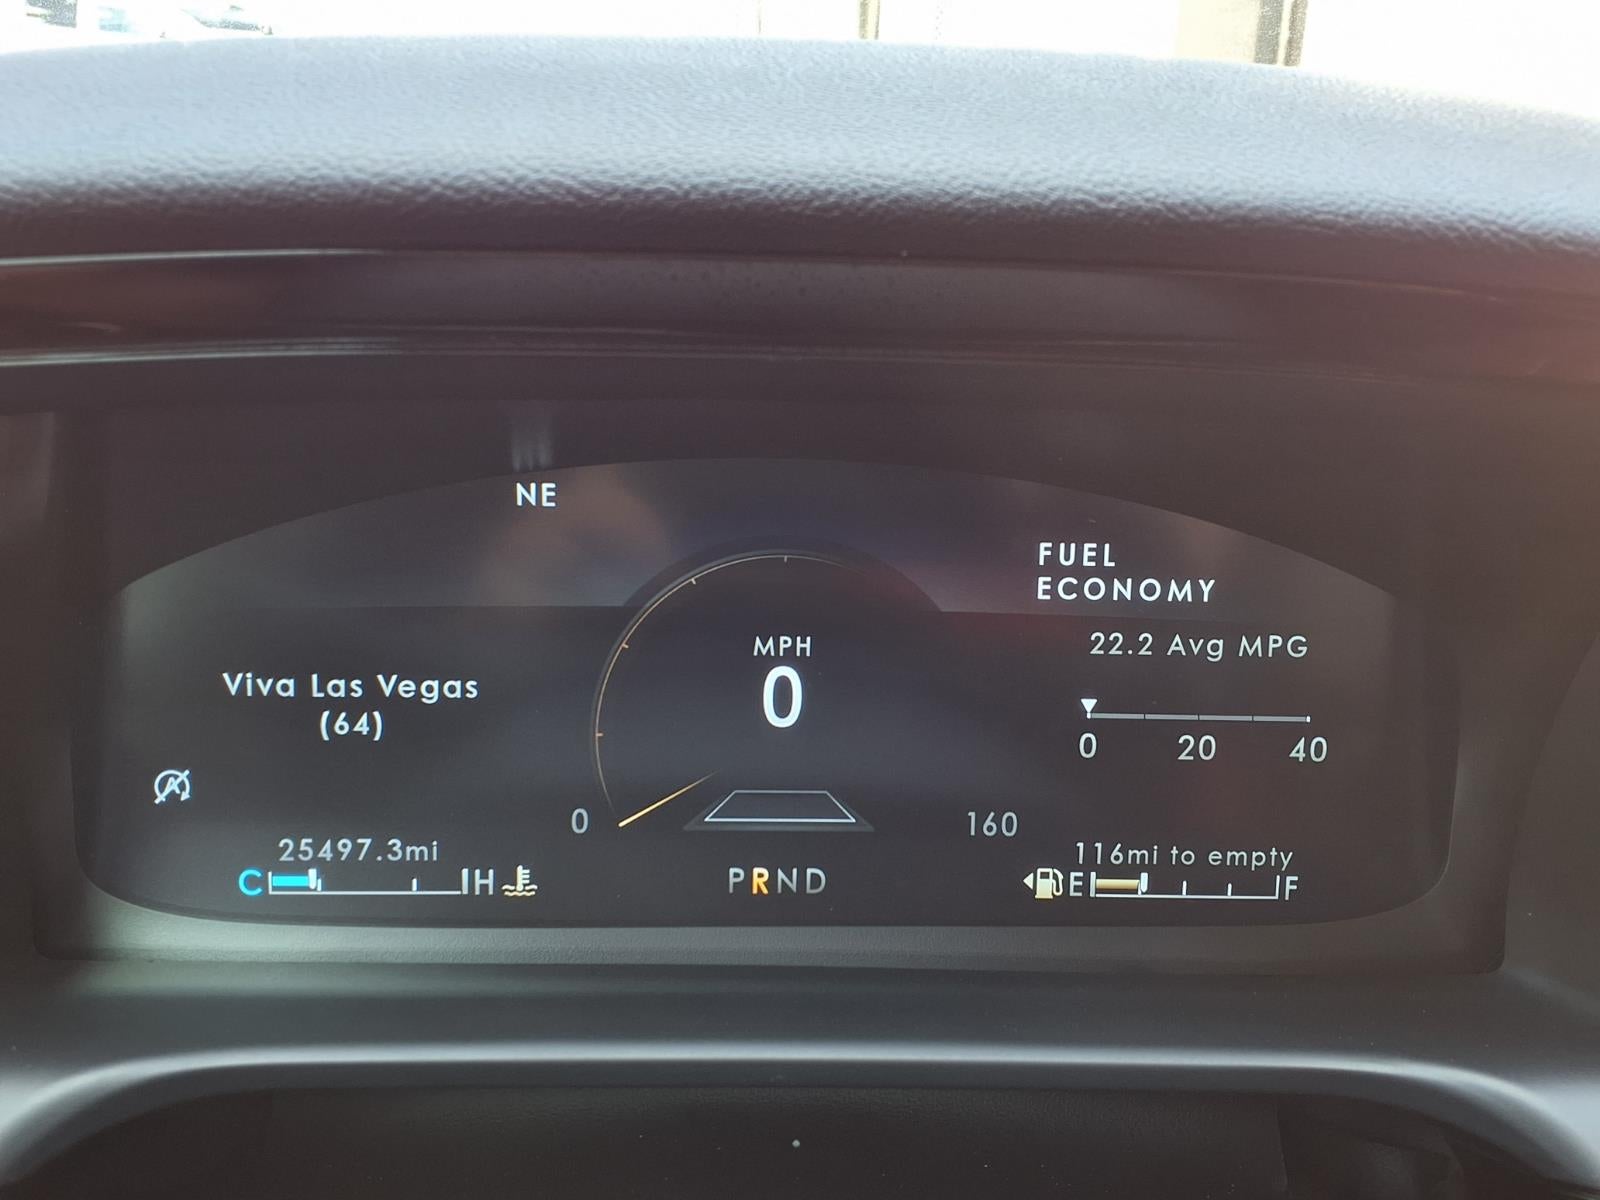 NE
FUEL
ECONOMY
22.2 Avg MPG
0 20 40
Viva Las Vegas
(64)
MPH
0
0
160
A
25497.3mi
C H
PRND
116mi to empty
E F